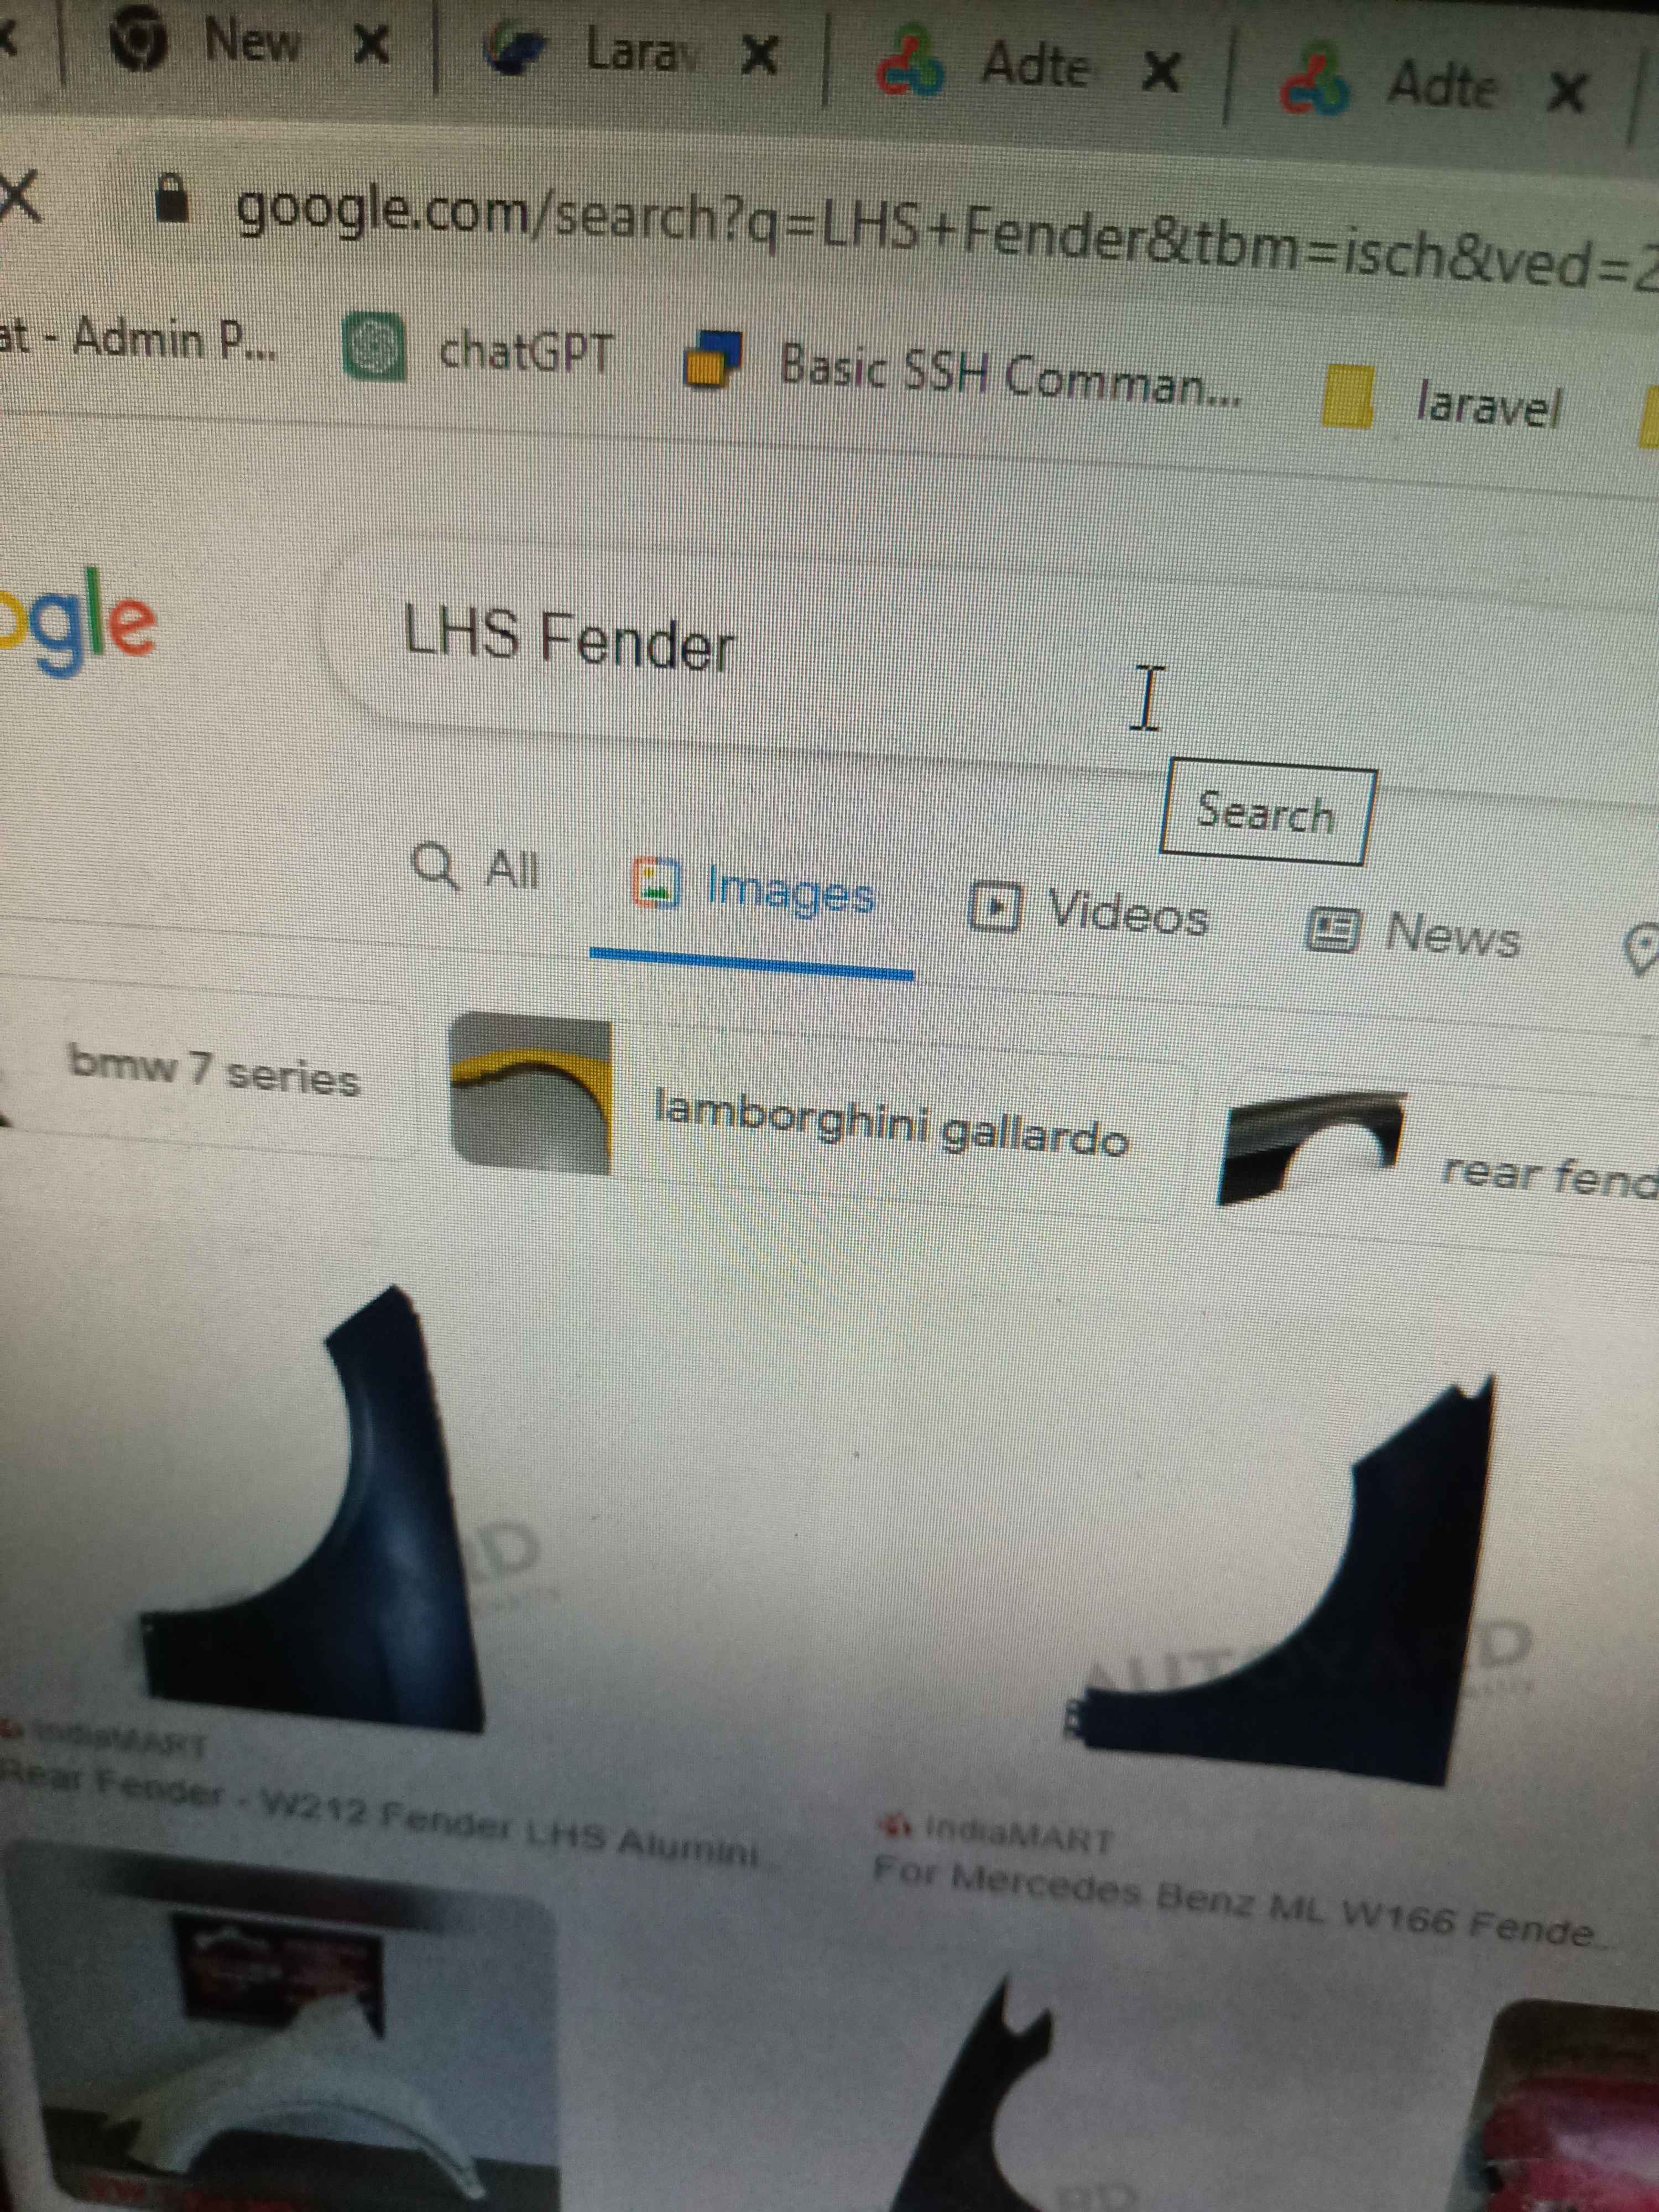 New
Larav
Adte
Adte
google.com/search?q=LHS+Fender&tbm=isch&ved=2
at - Admin P...
chatGPT
Basic SSH Comman...
laravel
ogle
LHS Fender
Search
All
Images
Videos
News
bmw 7 series
lamborghini gallardo
rear fend
IndiaMART
Rear Fender - W212 Fender LHS Alumini...
IndiaMART
For Mercedes Benz ML W166 Fende...